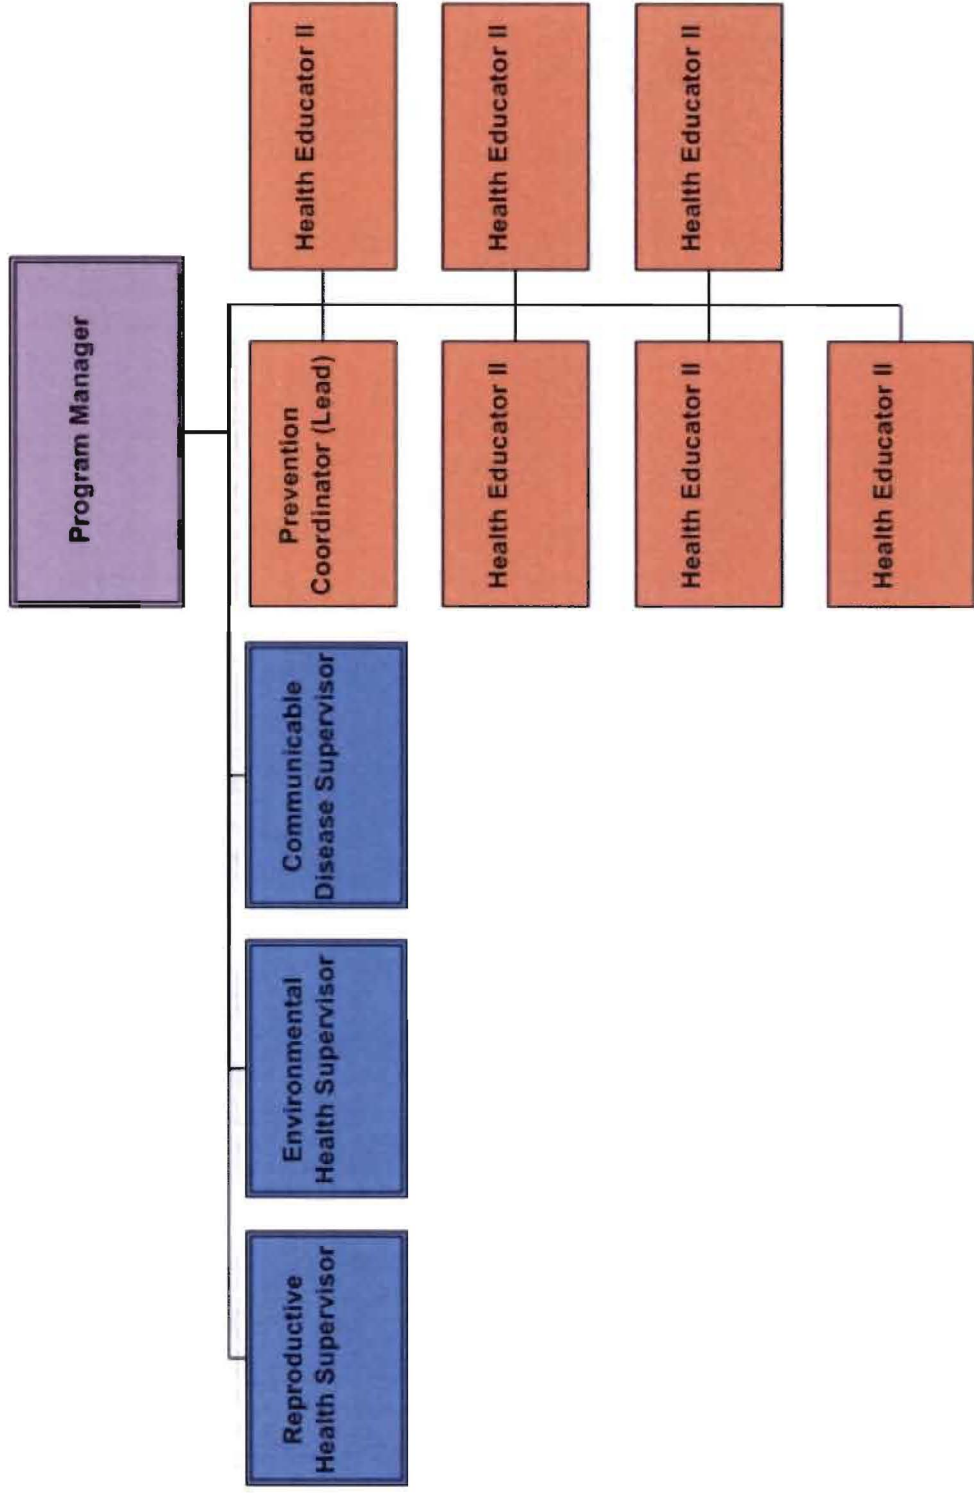 Program Manager
Reproductive
Health Supervisor
Environmental
Health Supervisor
Communicable
Disease Supervisor
Prevention
Coordinator (Lead)
Health Educator II
Health Educator II
Health Educator II
Health Educator II
Health Educator II
Health Educator II